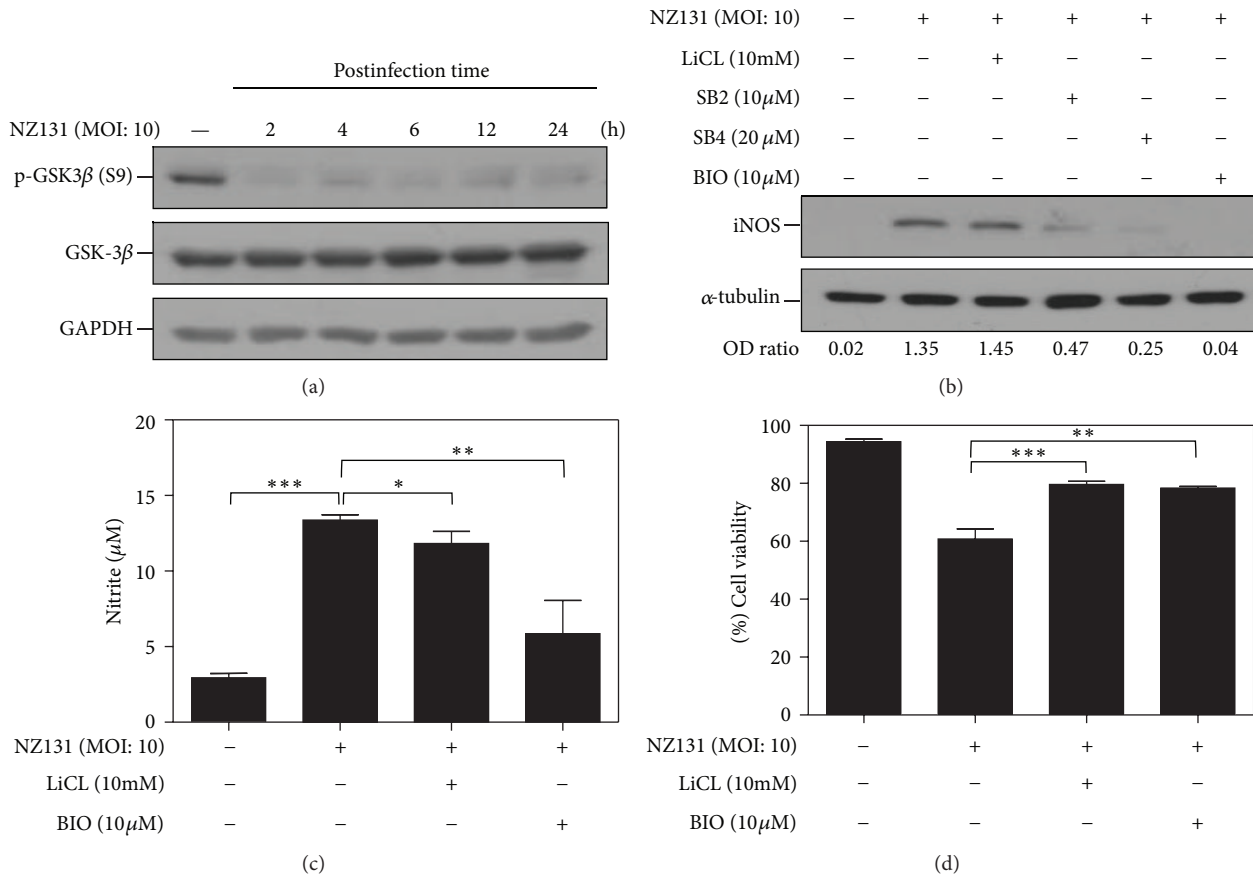 Postinfection time
NZ131 (MOI: 10) — 2 4 6 12 24 (h)
p-GSK3β (S9)
GSK-3β
GAPDH
(a)
NZ131 (MOI: 10) − + + + + +
LiCL (10mM) − − + − − −
SB2 (10μM) − − − + − −
SB4 (20 μM) − − − − + −
BIO (10μM) − − − − − +
iNOS
α-tubulin
OD ratio 0.02 1.35 1.45 0.47 0.25 0.04
(b)
20
15
10
5
0
Nitrite (μM)
*** * **
NZ131 (MOI: 10) − + + +
LiCL (10mM) − − + −
BIO (10μM) − − − +
(c)
100
80
60
40
20
0
(%) Cell viability
*** **
NZ131 (MOI: 10) − + + +
LiCL (10mM) − − + −
BIO (10μM) − − − +
(d)